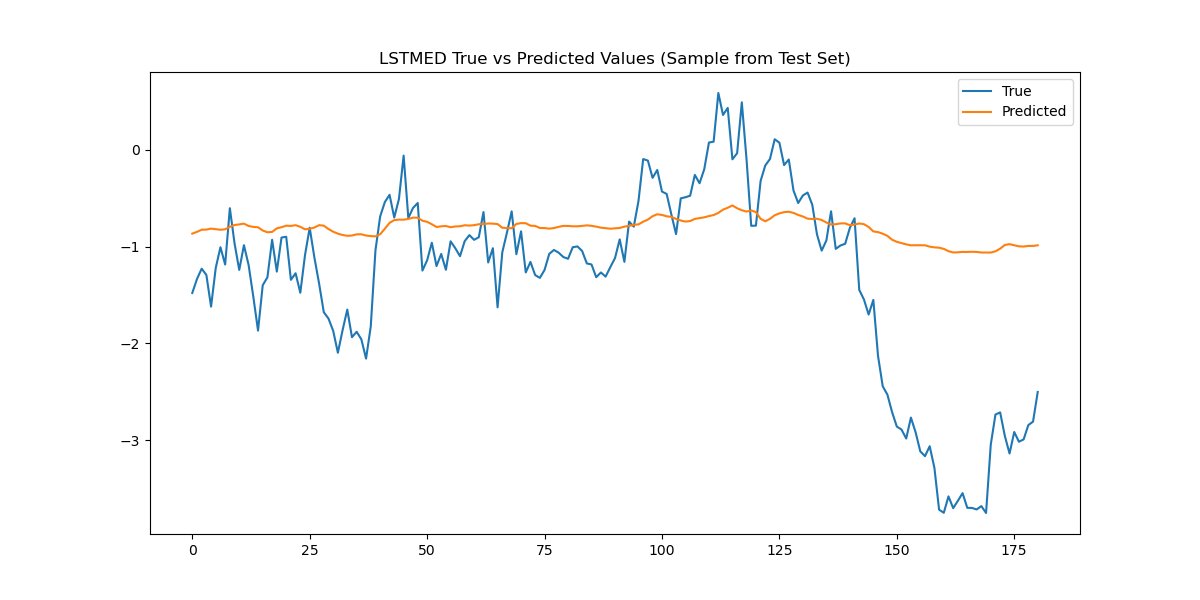 LSTMED True vs Predicted Values (Sample from Test Set)
True
Predicted
0
−1
−2
−3
0 25 50 75 100 125 150 175